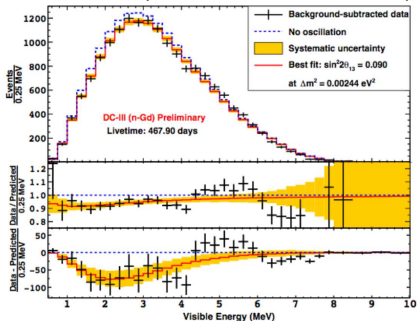 Background-subtracted data
No oscillation
Systematic uncertainty
Best fit: sin²2θ₁₃ = 0.090
at Δm² = 0.00244 eV²
DC-III (n-Gd) Preliminary
Livetime: 467.90 days
Events
0.25 MeV
1200
1000
800
600
400
200
Data / Predicted
0.25 MeV
1.2
1.1
1.0
0.9
0.8
Data - Predicted
0.25 MeV
50
0
-50
-100
1 2 3 4 5 6 7 8 9 10
Visible Energy (MeV)